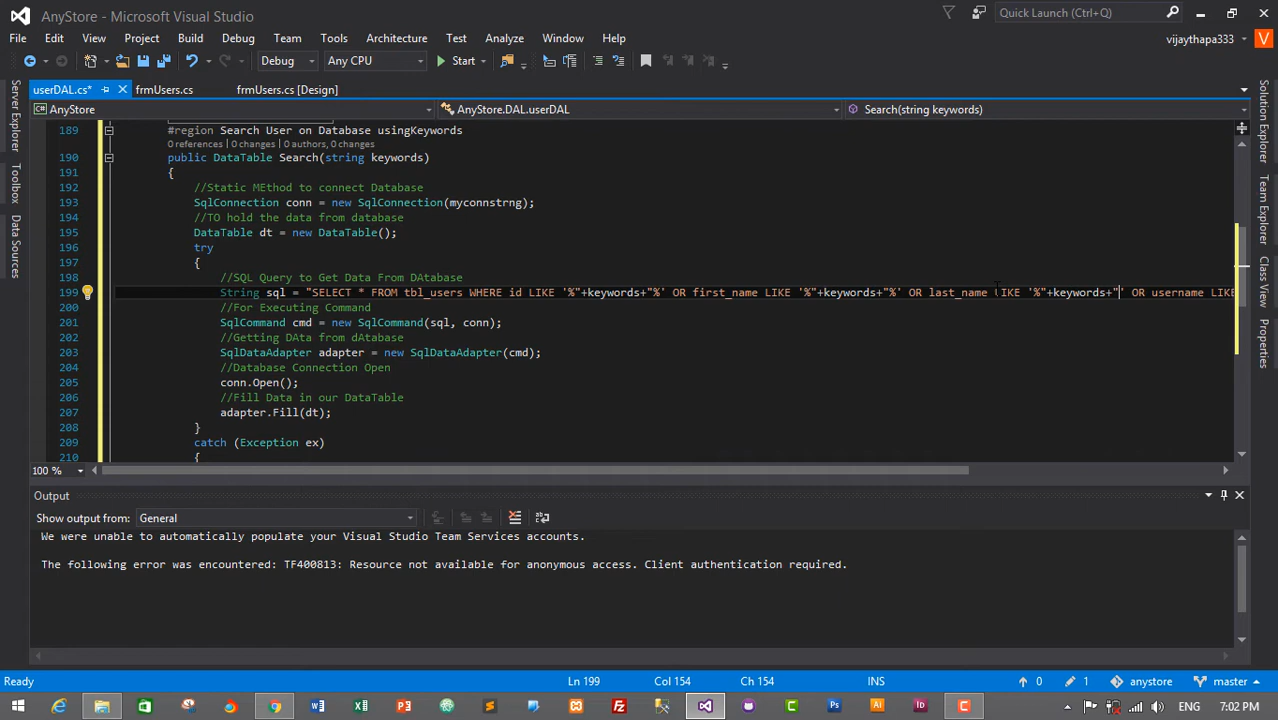 AnyStore - Microsoft Visual Studio
Quick Launch (Ctrl+Q)
File Edit View Project Build Debug Team Tools Architecture Test Analyze Window Help
vijaythapa333 V
Debug Any CPU Start
userDAL.cs* frmUsers.cs frmUsers.cs [Design]
AnyStore AnyStore.DAL.userDAL Search(string keywords)
Server Explorer
Toolbox
Data Sources
Solution Explorer
Team Explorer
Class View
Properties
189 #region Search User on Database usingKeywords
0 references | 0 changes | 0 authors, 0 changes
190 public DataTable Search(string keywords)
191 {
192 //Static MEthod to connect Database
193 SqlConnection conn = new SqlConnection(myconnstrng);
194 //TO hold the data from database
195 DataTable dt = new DataTable();
196 try
197 {
198 //SQL Query to Get Data From DAtabase
199 String sql = "SELECT * FROM tbl_users WHERE id LIKE '%"+keywords+"%' OR first_name LIKE '%"+keywords+"%' OR last_name LIKE '%"+keywords+"' OR username LIKE
200 //For Executing Command
201 SqlCommand cmd = new SqlCommand(sql, conn);
202 //Getting DAta from dAtabase
203 SqlDataAdapter adapter = new SqlDataAdapter(cmd);
204 //Database Connection Open
205 conn.Open();
206 //Fill Data in our DataTable
207 adapter.Fill(dt);
208 }
209 catch (Exception ex)
210 {
100 %
Output
Show output from: General
We were unable to automatically populate your Visual Studio Team Services accounts.
The following error was encountered: TF400813: Resource not available for anonymous access. Client authentication required.
Ready Ln 199 Col 154 Ch 154 INS 0 1 anystore master
ENG 7:02 PM